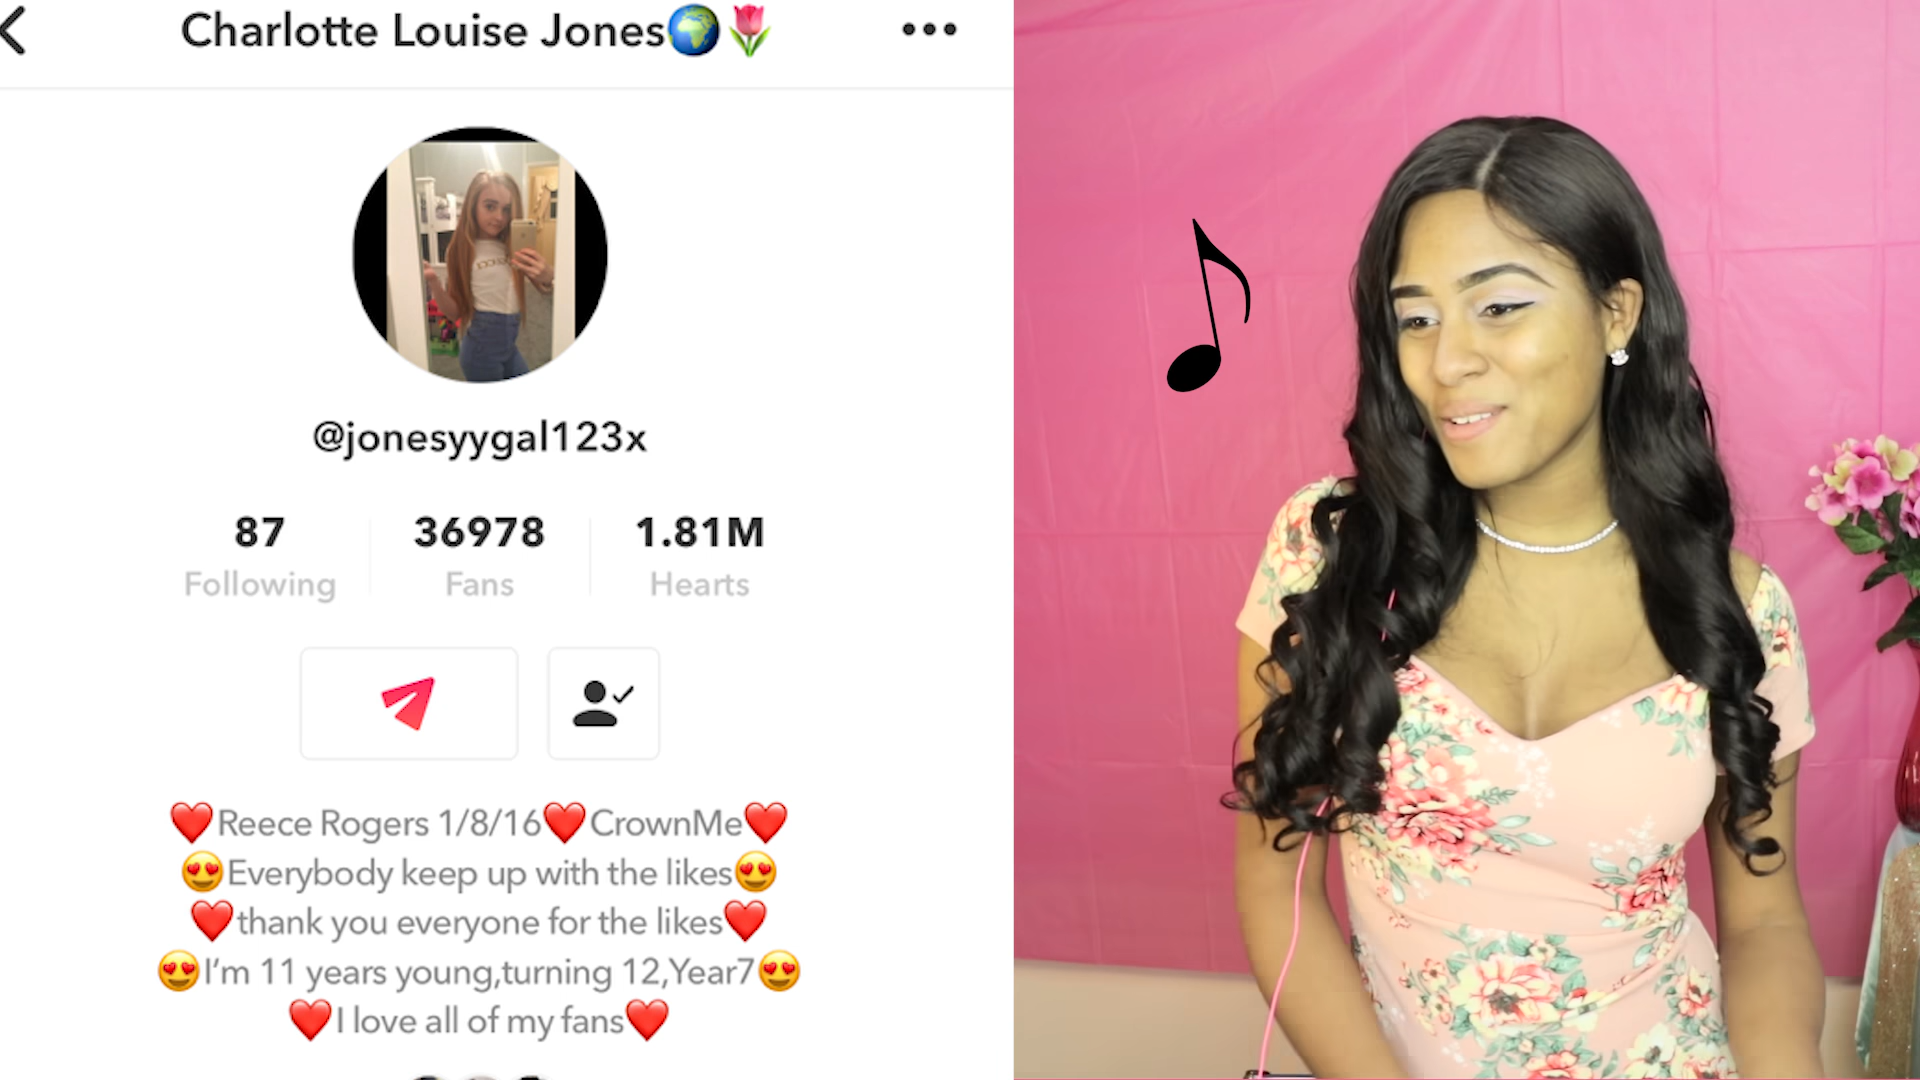 Charlotte Louise Jones🌍🌷
@jonesyygal123x
87 36978 1.81M
Following Fans Hearts
❤️Reece Rogers 1/8/16❤️CrownMe❤️
😍Everybody keep up with the likes😍
❤️thank you everyone for the likes❤️
😍I'm 11 years young,turning 12,Year7😍
❤️I love all of my fans❤️